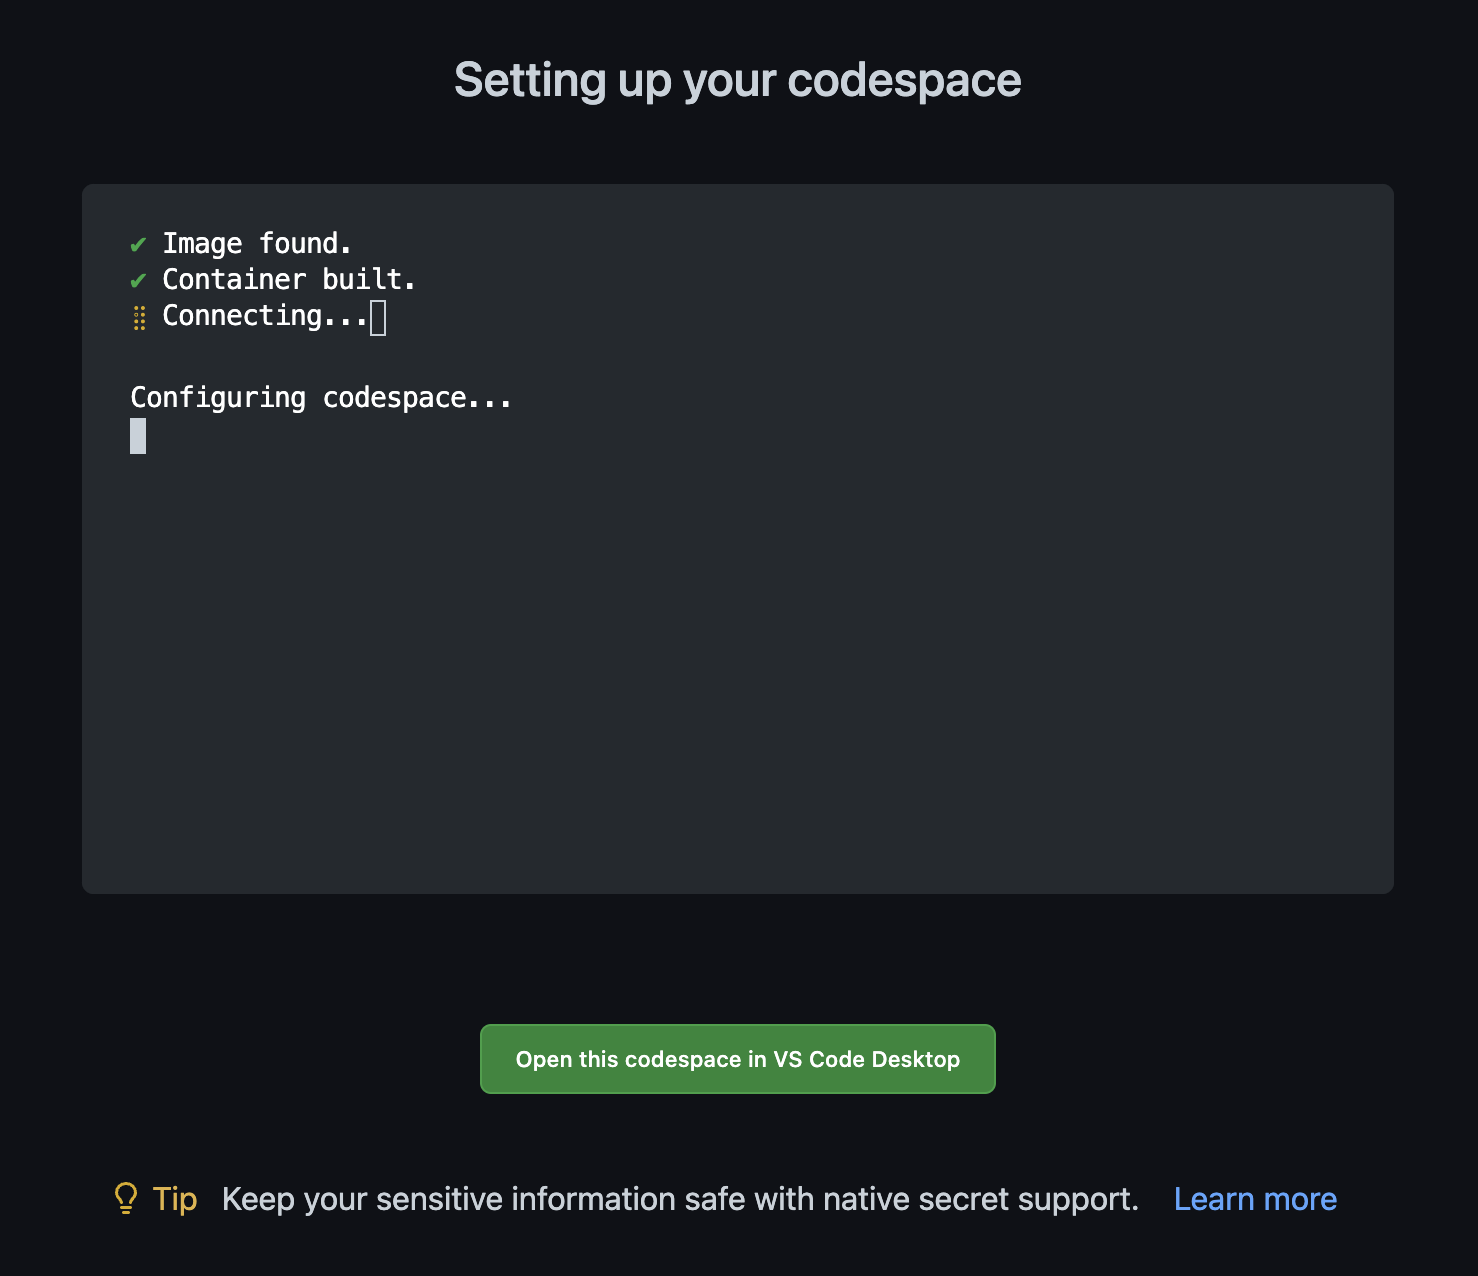 Setting up your codespace
✔ Image found.
✔ Container built.
⣿ Connecting...
Configuring codespace...
Open this codespace in VS Code Desktop
Tip Keep your sensitive information safe with native secret support. Learn more